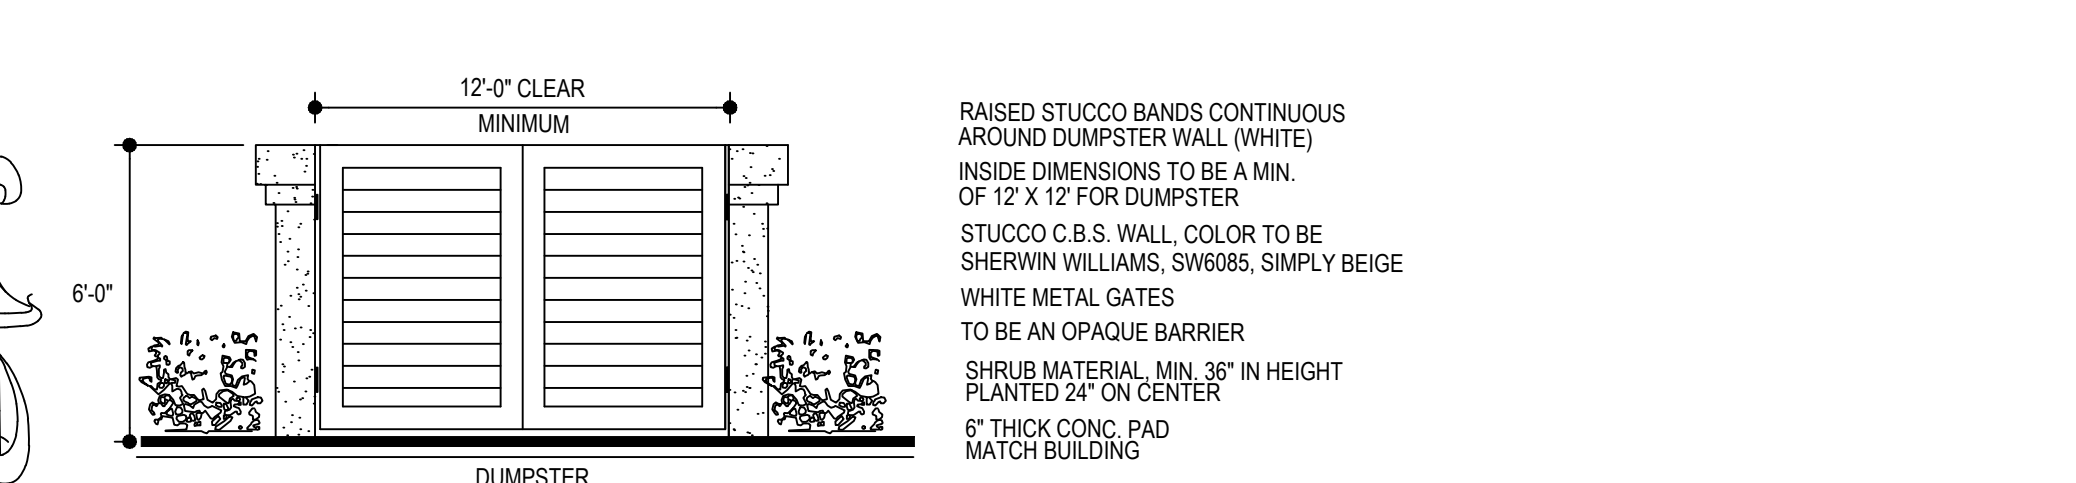 12'-0" CLEAR
MINIMUM
6'-0"
DUMPSTER
RAISED STUCCO BANDS CONTINUOUS
AROUND DUMPSTER WALL (WHITE)
INSIDE DIMENSIONS TO BE A MIN.
OF 12' X 12' FOR DUMPSTER
STUCCO C.B.S. WALL, COLOR TO BE
SHERWIN WILLIAMS, SW6085, SIMPLY BEIGE
WHITE METAL GATES
TO BE AN OPAQUE BARRIER
SHRUB MATERIAL, MIN. 36" IN HEIGHT
PLANTED 24" ON CENTER
6" THICK CONC. PAD
MATCH BUILDING